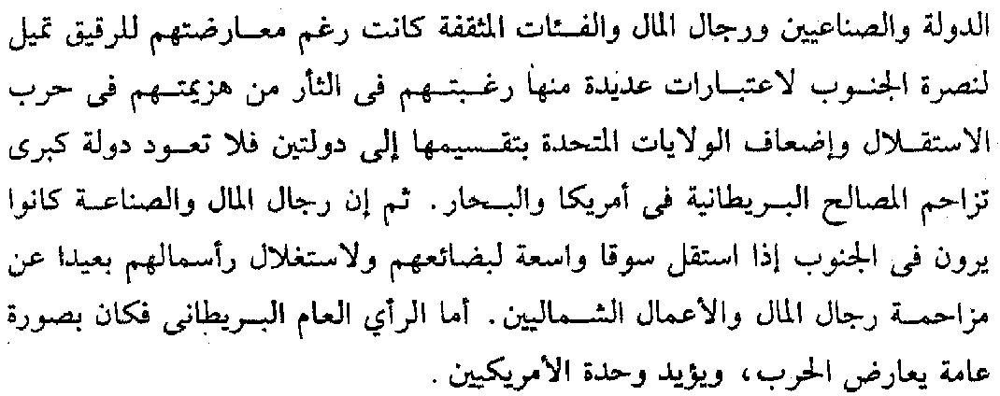 الدولة والصناعيين ورجال المال والفئات المثقفة كانت رغم معارضتهم للرقيق تميل
لنصرة الجنوب لاعتبارات عديدة منها رغبتهم فى الثأر من هزيمتهم فى حرب
الاستقلال وإضعاف الولايات المتحدة بتقسيمها إلى دولتين فلا تعود دولة كبرى
تزاحم المصالح البريطانية فى أمريكا والبحار. ثم إن رجال المال والصناعة كانوا
يرون فى الجنوب إذا استقل سوقا واسعة لبضائعهم ولاستغلال رأسمالهم بعيدا عن
مزاحمة رجال المال والأعمال الشماليين. أما الرأي العام البريطانى فكان بصورة
عامة يعارض الحرب، ويؤيد وحدة الأمريكيين.